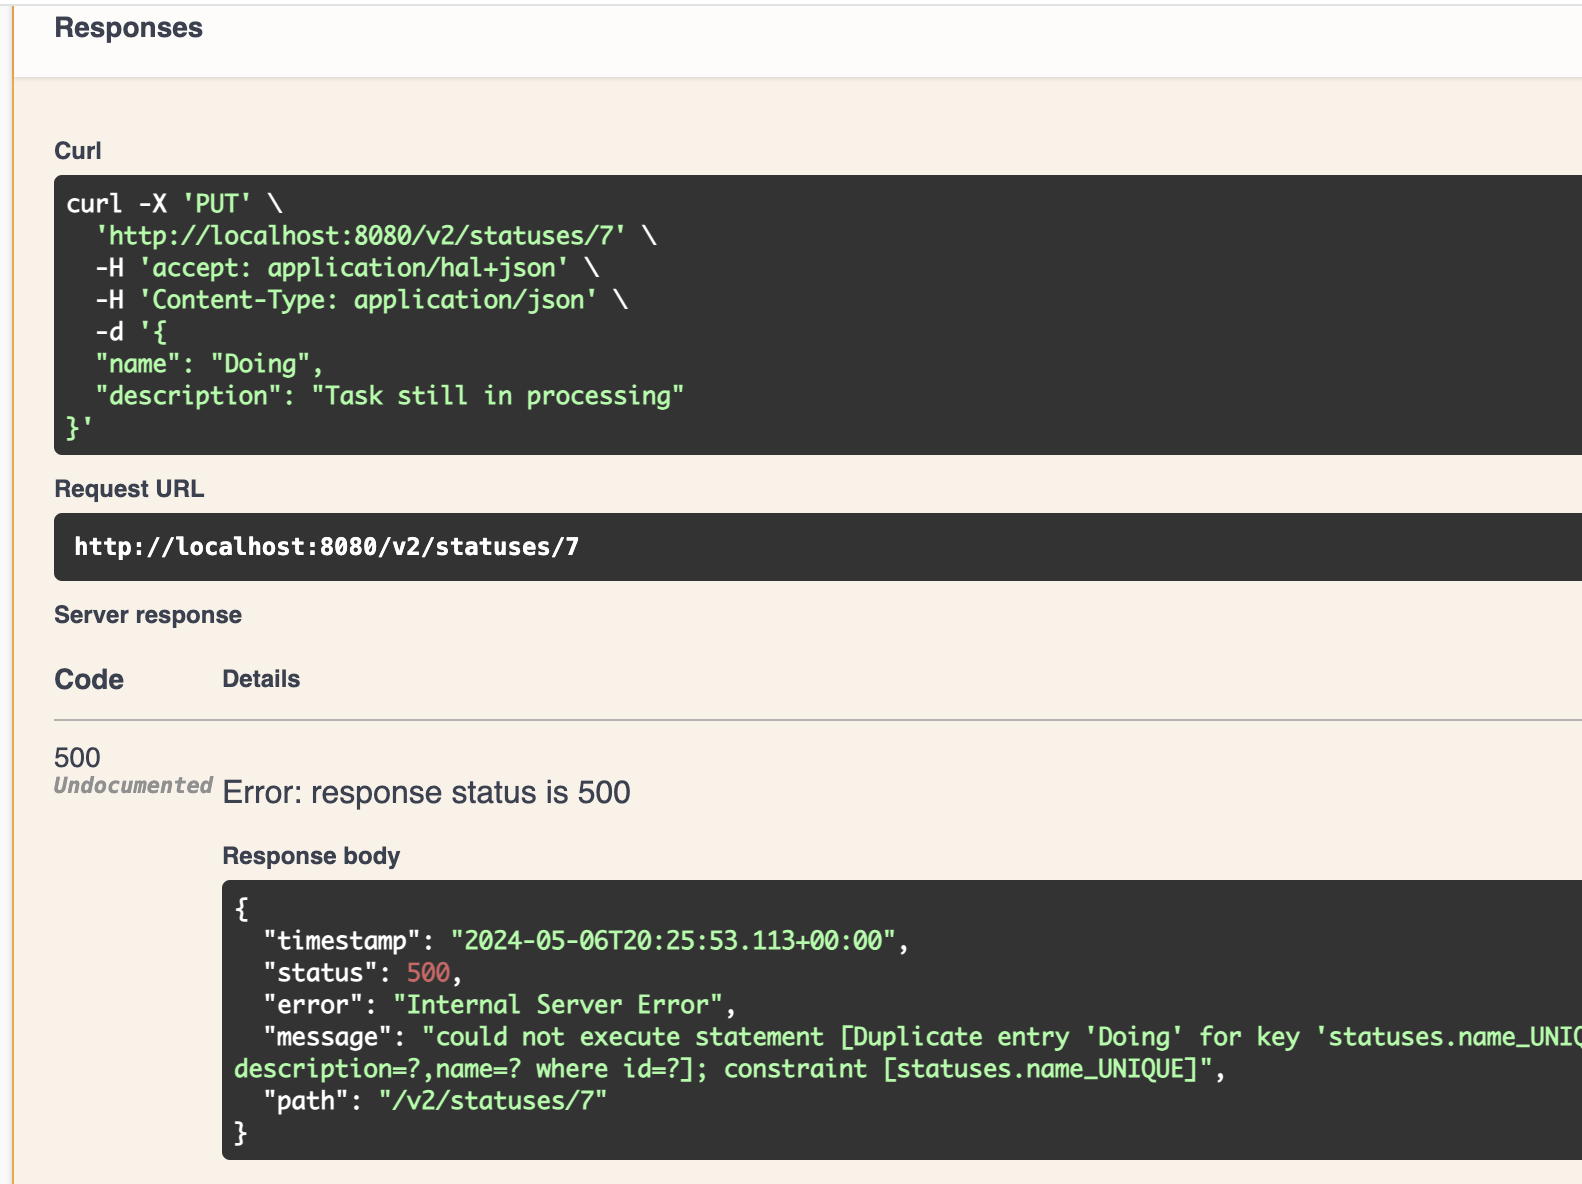 Responses
Curl
curl -X 'PUT' \
  'http://localhost:8080/v2/statuses/7' \
  -H 'accept: application/hal+json' \
  -H 'Content-Type: application/json' \
  -d '{
  "name": "Doing",
  "description": "Task still in processing"
}'
Request URL
http://localhost:8080/v2/statuses/7
Server response
Code Details
500
Undocumented
Error: response status is 500
Response body
{
  "timestamp": "2024-05-06T20:25:53.113+00:00",
  "status": 500,
  "error": "Internal Server Error",
  "message": "could not execute statement [Duplicate entry 'Doing' for key 'statuses.name_UNIQ
description=?,name=? where id=?]; constraint [statuses.name_UNIQUE]",
  "path": "/v2/statuses/7"
}